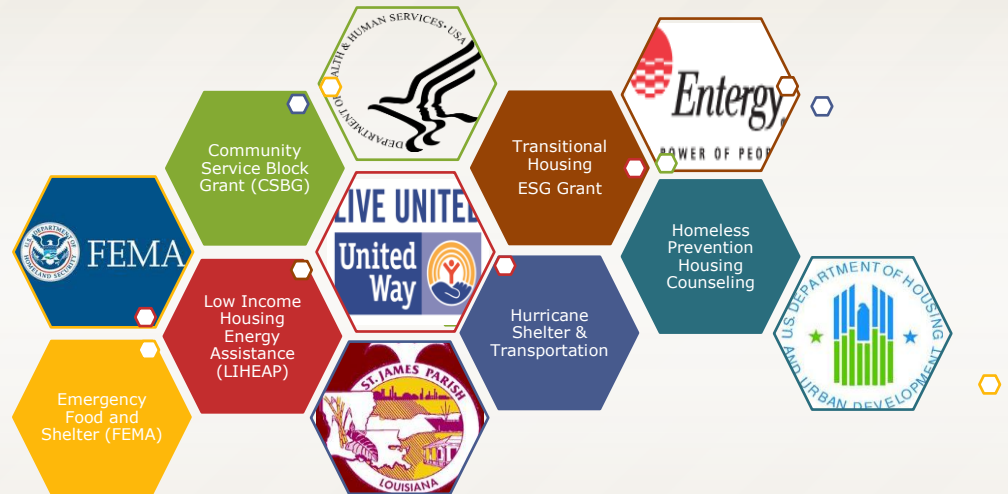 DEPARTMENT OF HEALTH & HUMAN SERVICES • USA
Entergy
POWER OF PEOP
Community
Service Block
Grant (CSBG)
Transitional
Housing
ESG Grant
LIVE UNITED
United
Way
U.S. DEPARTMENT OF
HOMELAND SECURITY
FEMA
Homeless
Prevention
Housing
Counseling
Low Income
Housing
Energy
Assistance
(LIHEAP)
Hurricane
Shelter &
Transportation
U.S. DEPARTMENT OF HOUSING
AND URBAN DEVELOPMENT
ST. JAMES PARISH
LOUISIANA
Emergency
Food and
Shelter (FEMA)